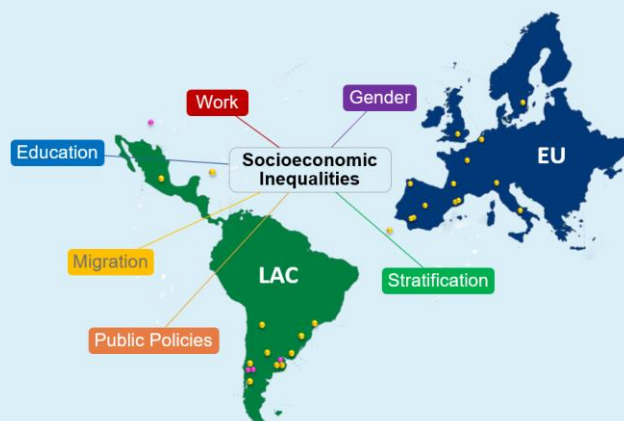 Work
Gender
Education
Socioeconomic
Inequalities
EU
Migration
LAC
Stratification
Public Policies